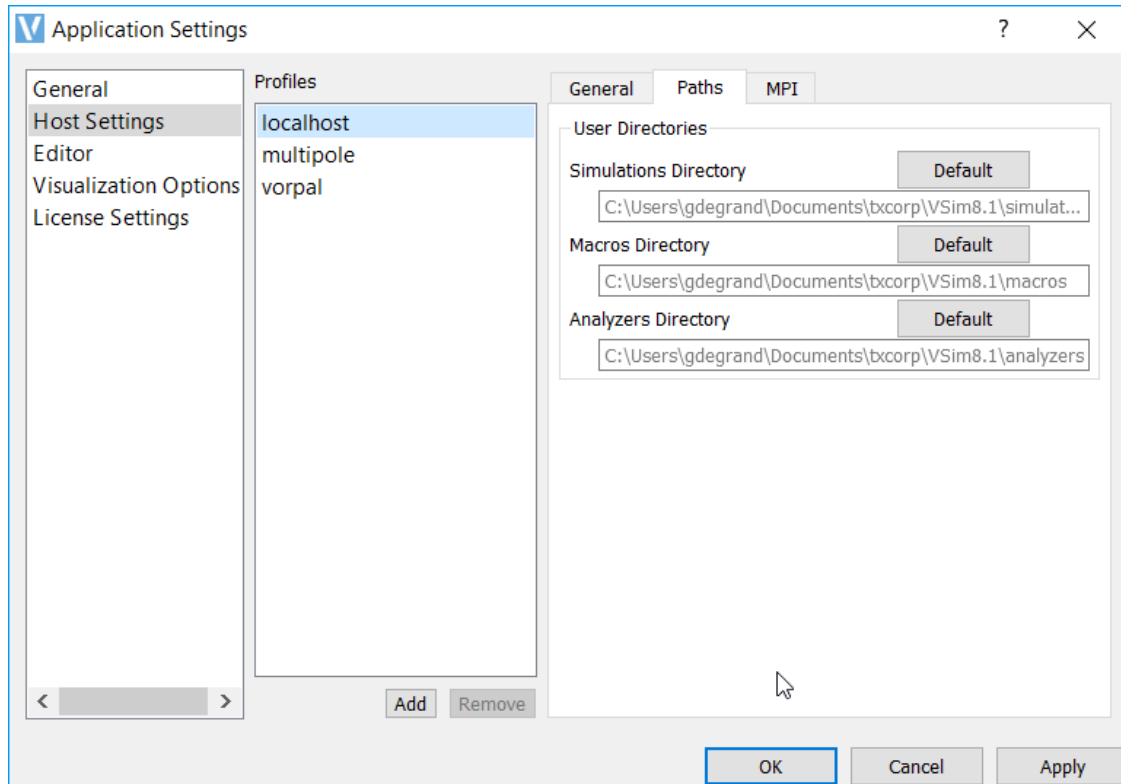 Application Settings
?
General
Host Settings
Editor
Visualization Options
License Settings
Profiles
localhost
multipole
vorpal
Add
Remove
General
Paths
MPI
User Directories
Simulations Directory
Default
C:\Users\gdegrand\Documents\txcorp\VSim8.1\simulat...
Macros Directory
Default
C:\Users\gdegrand\Documents\txcorp\VSim8.1\macros
Analyzers Directory
Default
C:\Users\gdegrand\Documents\txcorp\VSim8.1\analyzers
OK
Cancel
Apply